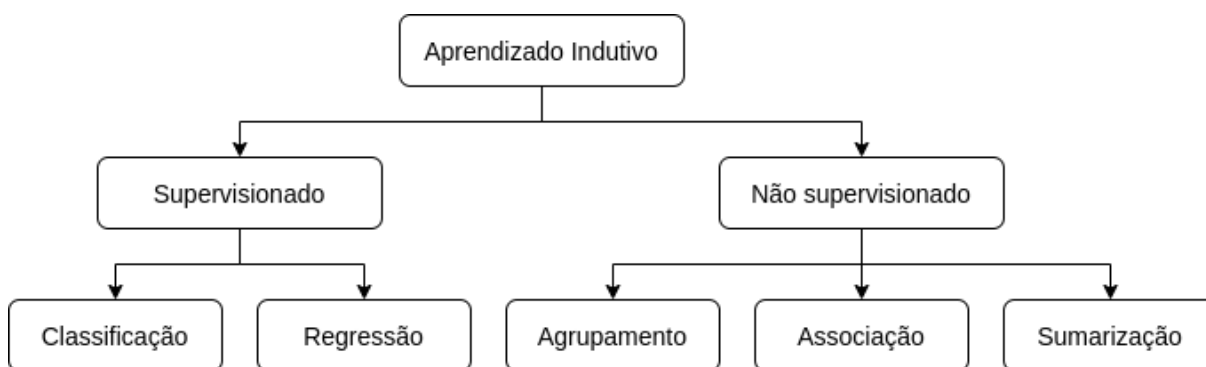 Aprendizado Indutivo
Supervisionado
Não supervisionado
Classificação
Regressão
Agrupamento
Associação
Sumarização